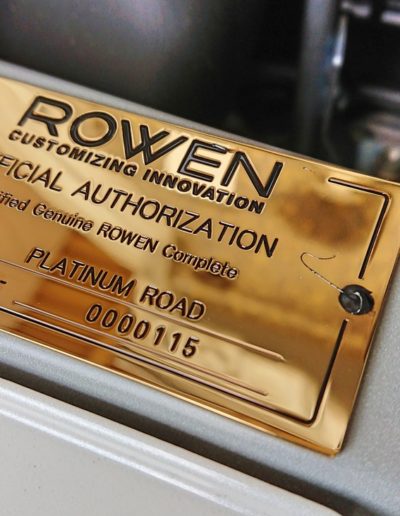 ROWEN
CUSTOMIZING INNOVATION
FICIAL AUTHORIZATION
ified Genuine ROWEN Complete
PLATINUM ROAD
0000115